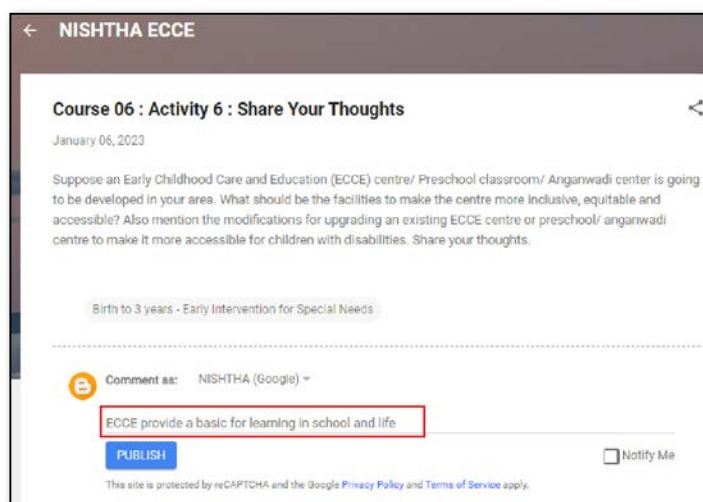 NISHTHA ECCE
Course 06 : Activity 6 : Share Your Thoughts
January 06, 2023
Suppose an Early Childhood Care and Education (ECCE) centre/ Preschool classroom/ Anganwadi center is going
to be developed in your area. What should be the facilities to make the centre more inclusive, equitable and
accessible? Also mention the modifications for upgrading an existing ECCE centre or preschool/ anganwadi
centre to make it more accessible for children with disabilities. Share your thoughts.
Birth to 3 years - Early Intervention for Special Needs
Comment as: NISHTHA (Google)
ECCE provide a basic for learning in school and life
PUBLISH
Notify Me
This site is protected by reCAPTCHA and the Google Privacy Policy and Terms of Service apply.